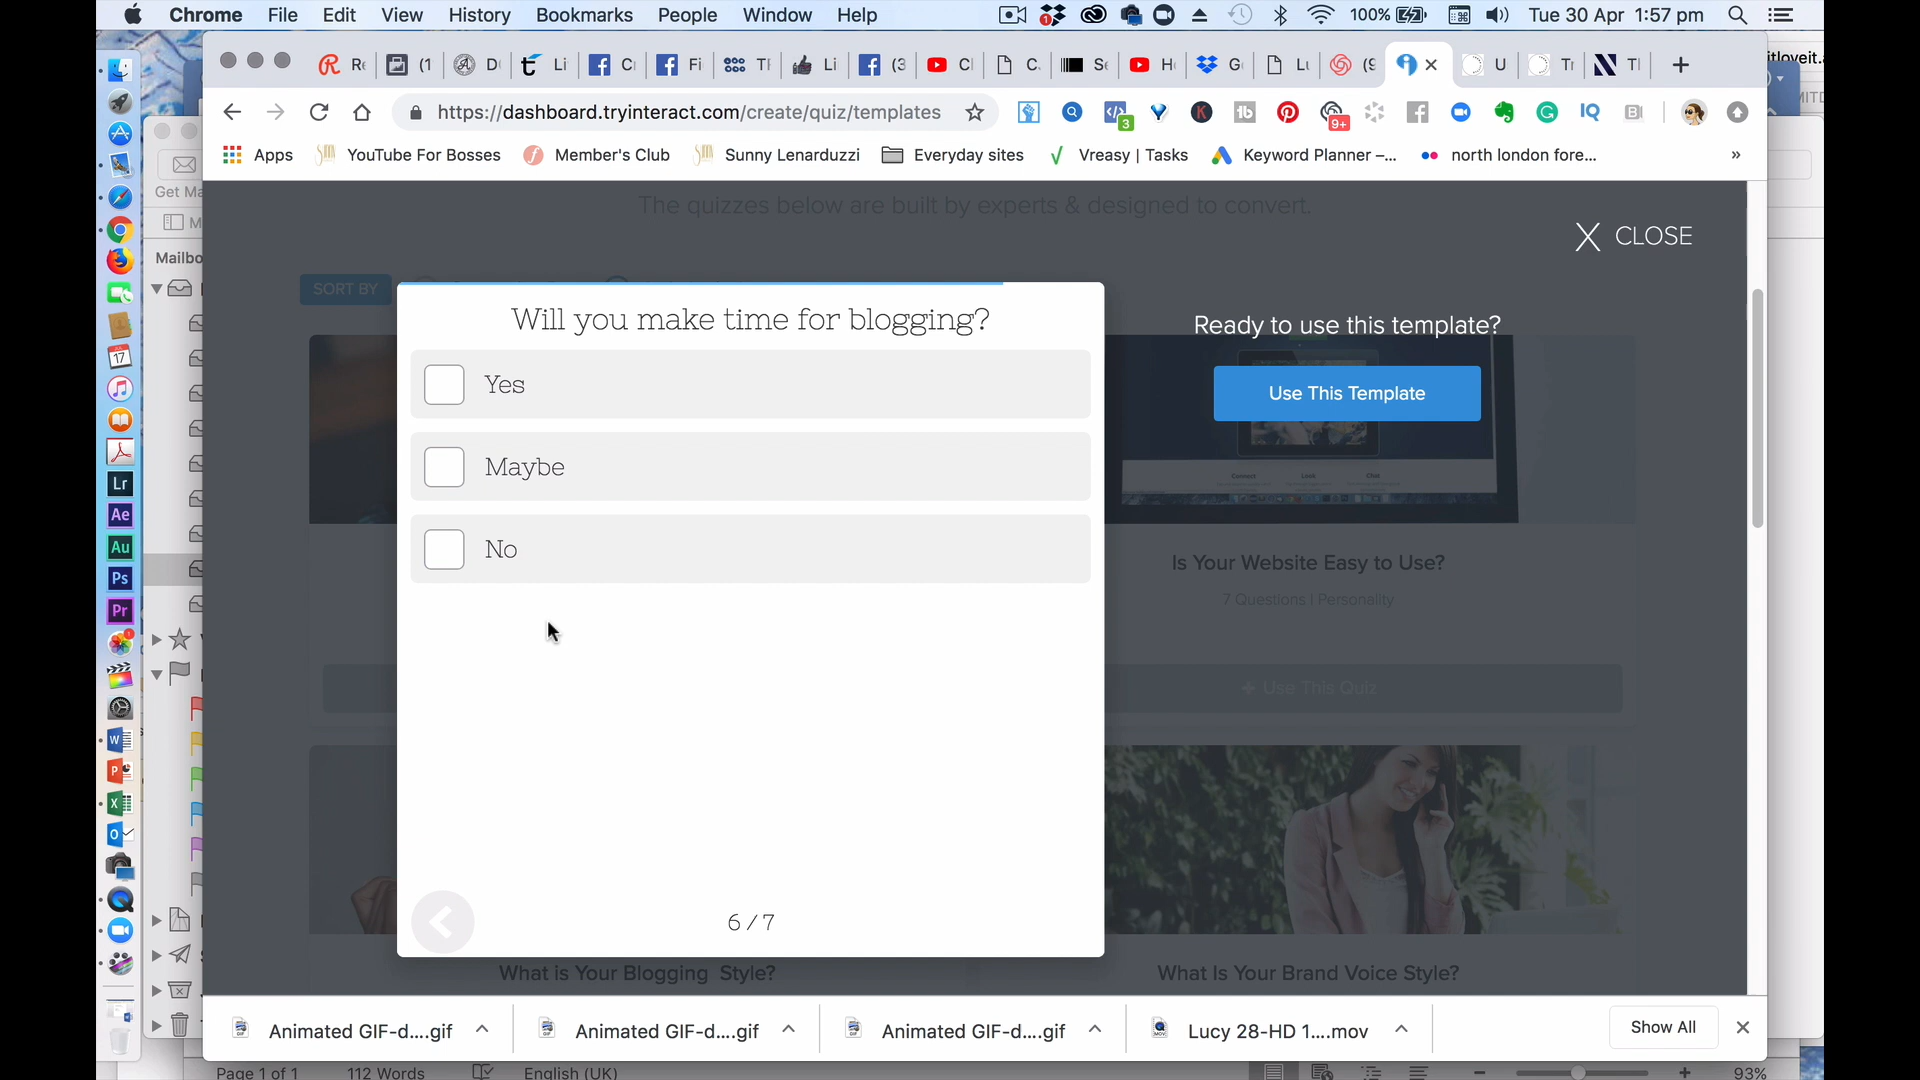 Chrome File Edit View History Bookmarks People Window Help 100% Tue 30 Apr 1:57 pm
https://dashboard.tryinteract.com/create/quiz/templates
Apps YouTube For Bosses Member's Club Sunny Lenarduzzi Everyday sites Vreasy | Tasks Keyword Planner –... north london fore... »
The quizzes below are built by experts & designed to convert.
X CLOSE
SORT BY
Will you make time for blogging?
Yes
Maybe
No
6 / 7
Ready to use this template?
Use This Template
Is Your Website Easy to Use?
7 Questions | Personality
+ Use This Quiz
What is Your Blogging Style?
What Is Your Brand Voice Style?
Animated GIF-d....gif Animated GIF-d....gif Animated GIF-d....gif Lucy 28-HD 1....mov Show All
Page 1 of 1 112 Words English (UK) 93%